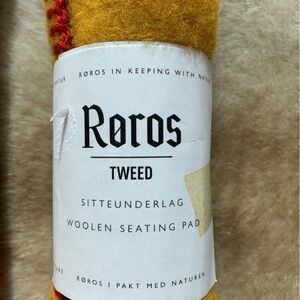 RØROS IN KEEPING WITH NATURE
Røros
TWEED
SITTEUNDERLAG
WOOLEN SEATING PAD
RØROS I PAKT MED NATUREN